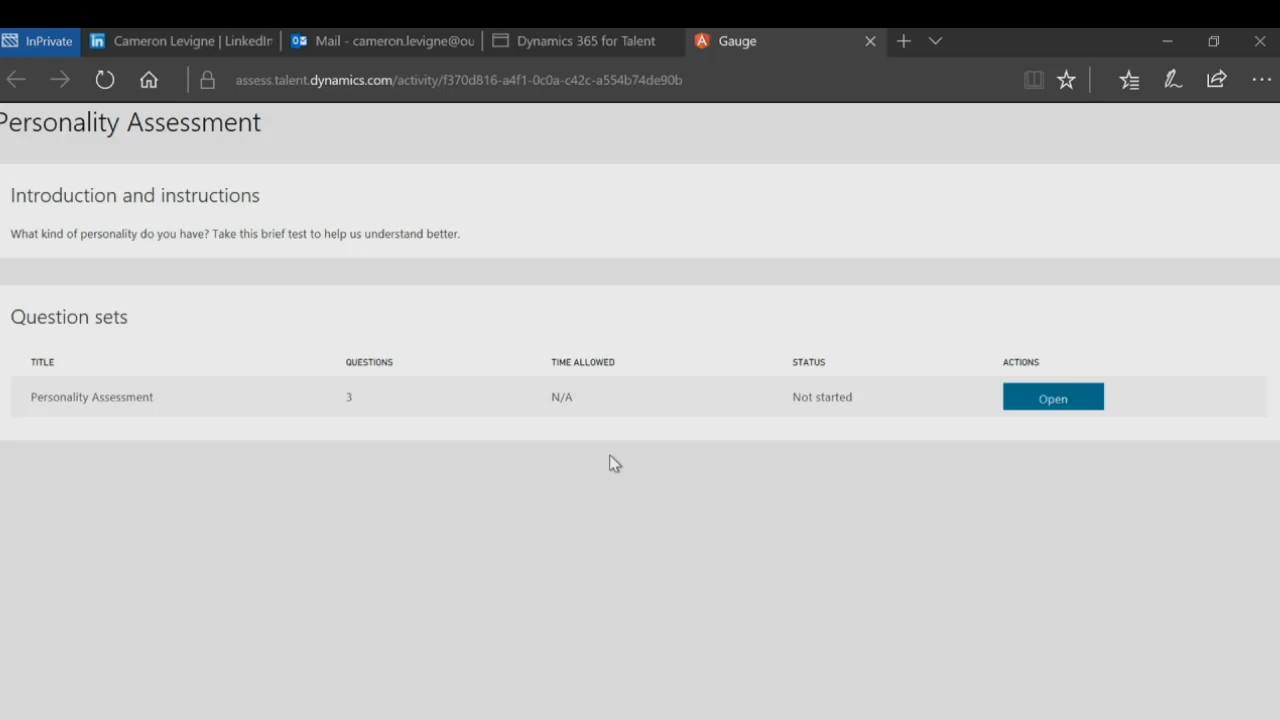 InPrivate
Cameron Levigne | LinkedIn
Mail - cameron.levigne@ou
Dynamics 365 for Talent
Gauge
assess.talent.dynamics.com/activity/f370d816-a4f1-0c0a-c42c-a554b74de90b
Personality Assessment
Introduction and instructions
What kind of personality do you have? Take this brief test to help us understand better.
Question sets
TITLE QUESTIONS TIME ALLOWED STATUS ACTIONS
Personality Assessment 3 N/A Not started Open